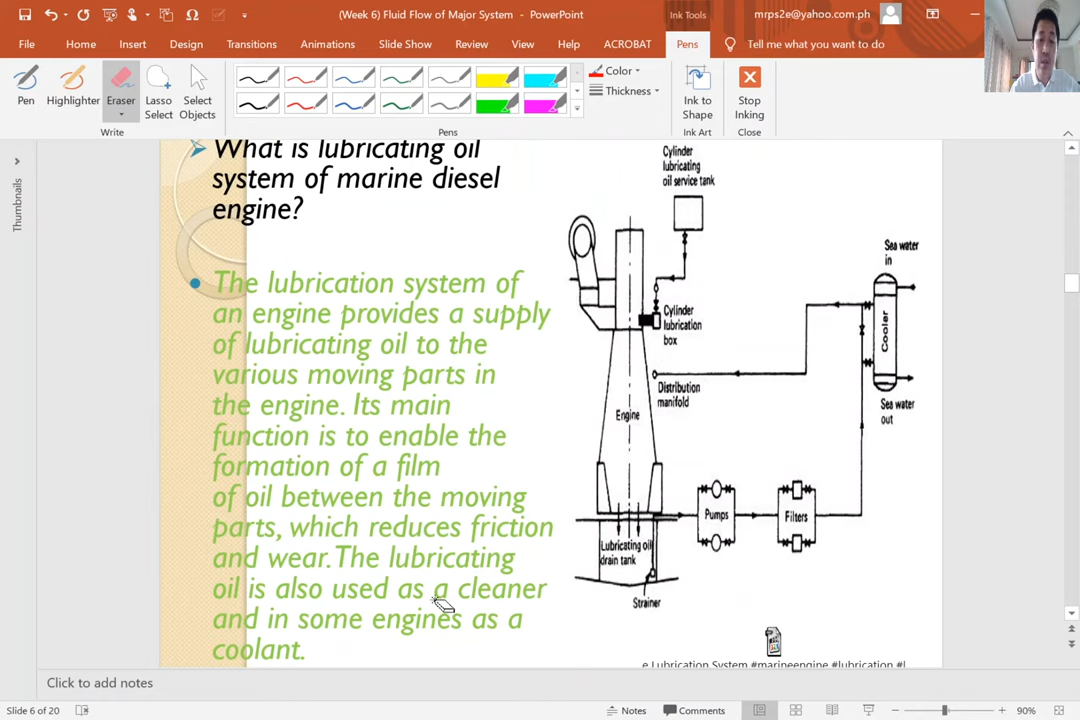 (Week 6) Fluid Flow of Major System - PowerPoint
Ink Tools
mrps2e@yahoo.com.ph
File
Home
Insert
Design
Transitions
Animations
Slide Show
Review
View
Help
ACROBAT
Pens
Tell me what you want to do
Pen
Highlighter
Eraser
Lasso
Select
Select
Objects
Color
Thickness
Ink to
Shape
Stop
Inking
Write
Pens
Ink Art
Close
Thumbnails
What is lubricating oil
system of marine diesel
engine?
The lubrication system of
an engine provides a supply
of lubricating oil to the
various moving parts in
the engine. Its main
function is to enable the
formation of a film
of oil between the moving
parts, which reduces friction
and wear. The lubricating
oil is also used as a cleaner
and in some engines as a
coolant.
Cylinder
lubricating
oil service tank
Sea water
in
Cylinder
lubrication
box
Cooler
Distribution
manifold
Sea water
out
Engine
Pumps
Filters
Lubricating oil
drain tank
Strainer
e Lubrication System #marineengine #lubrication #l
Click to add notes
Slide 6 of 20
Notes
Comments
90%